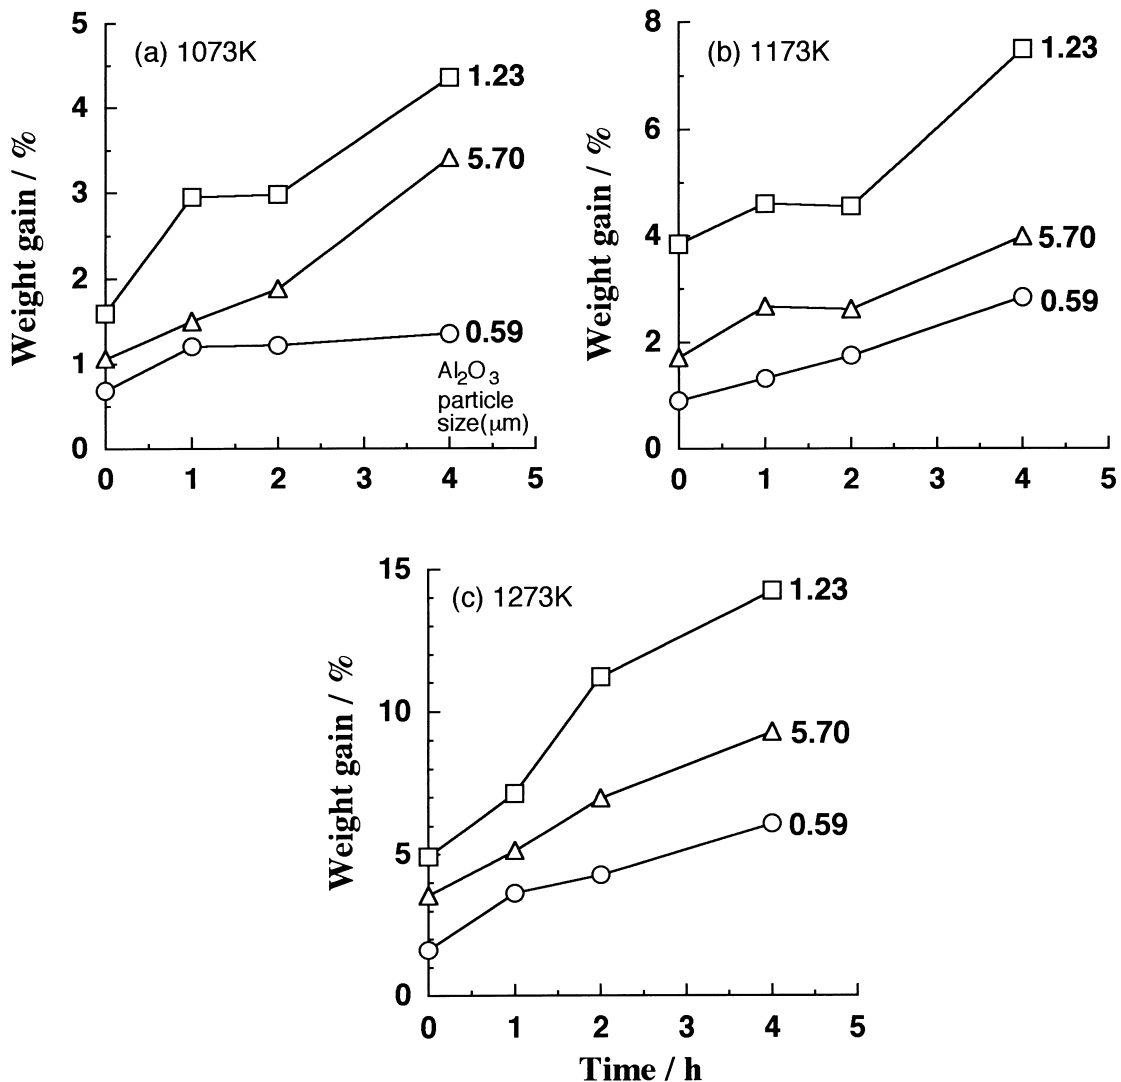 5
(a) 1073K
1.23
4
5.70
3
2
0.59
1
Al2O3
particle
size(μm)
0
0 1 2 3 4 5
Weight gain / %
8
(b) 1173K
1.23
6
5.70
4
0.59
2
0
0 1 2 3 4 5
Weight gain / %
15
(c) 1273K
1.23
10
5.70
0.59
5
0
0 1 2 3 4 5
Weight gain / %
Time / h